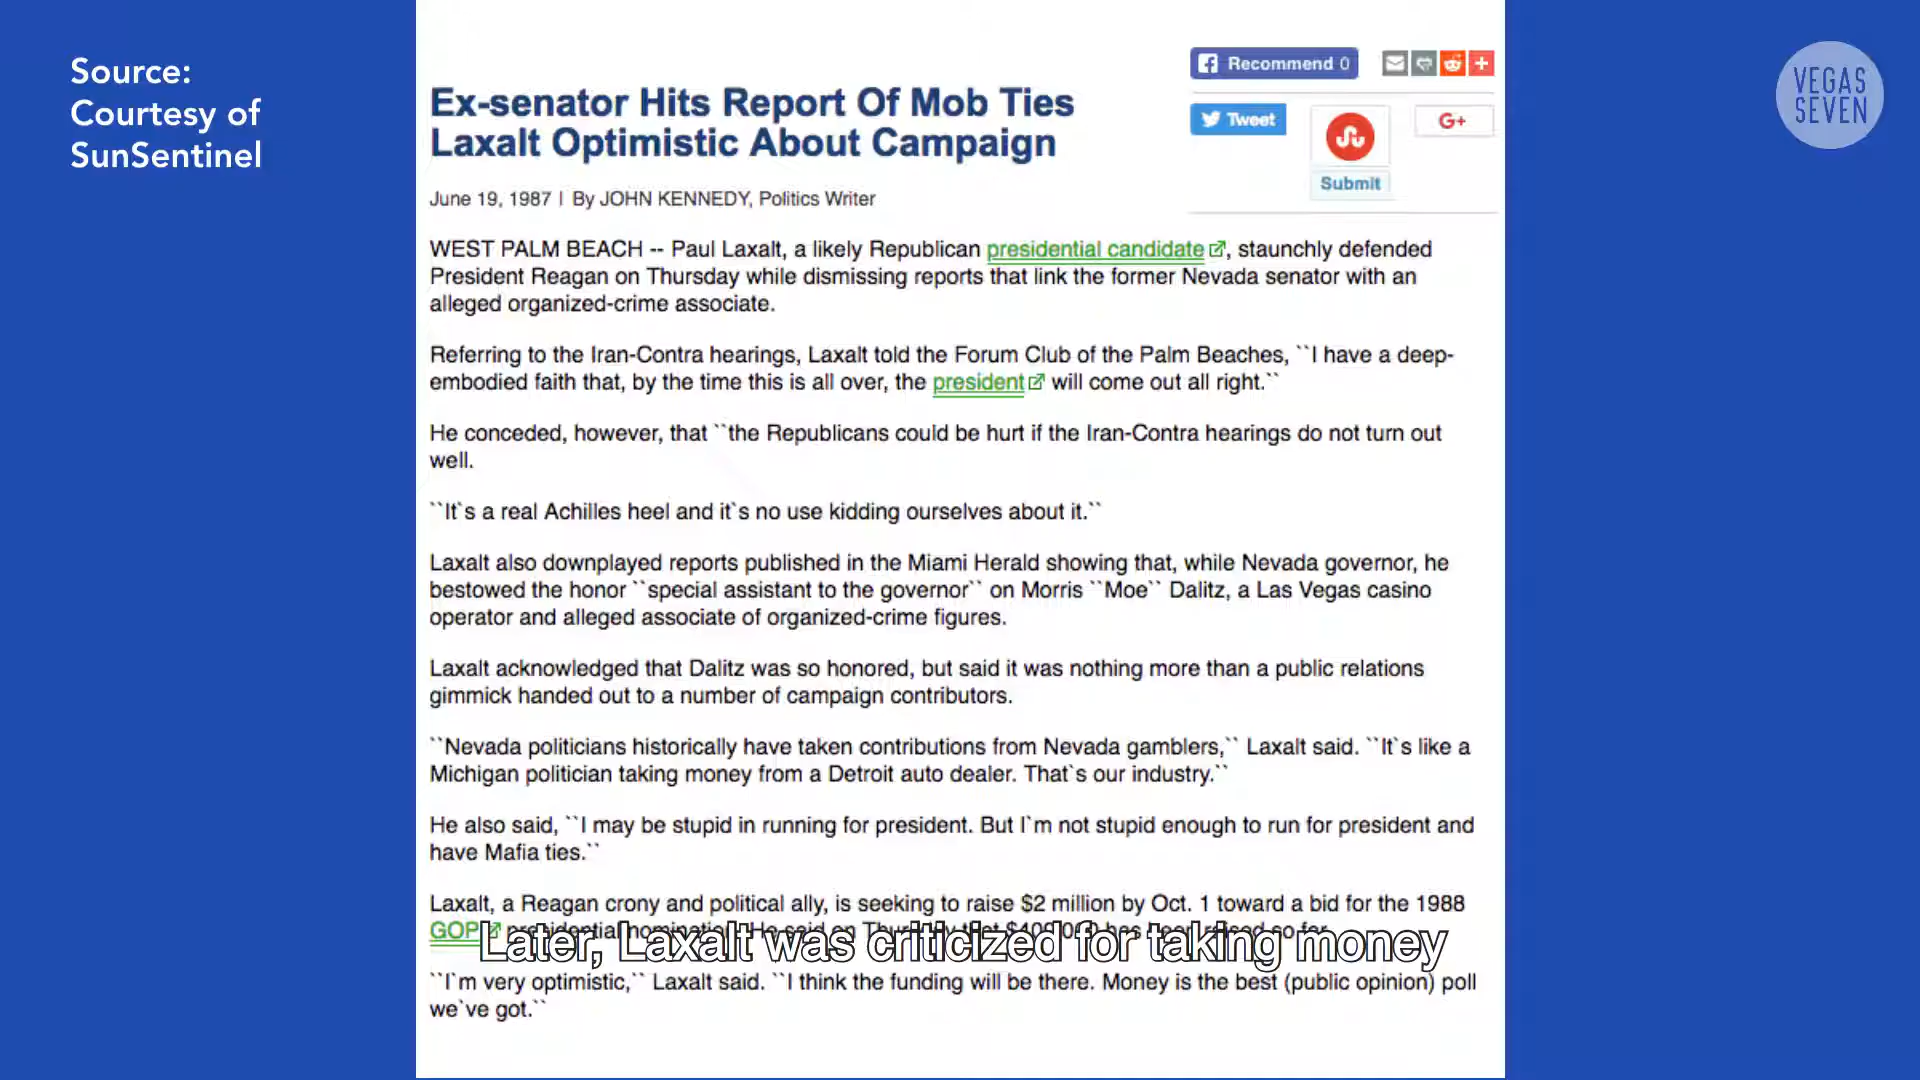 Source:
Courtesy of
SunSentinel
VEGAS
SEVEN
Recommend 0
Tweet
Submit
G+
Ex-senator Hits Report Of Mob Ties
Laxalt Optimistic About Campaign
June 19, 1987 | By JOHN KENNEDY, Politics Writer
WEST PALM BEACH -- Paul Laxalt, a likely Republican presidential candidate, staunchly defended
President Reagan on Thursday while dismissing reports that link the former Nevada senator with an
alleged organized-crime associate.
Referring to the Iran-Contra hearings, Laxalt told the Forum Club of the Palm Beaches, ``I have a deep-
embodied faith that, by the time this is all over, the president will come out all right.``
He conceded, however, that ``the Republicans could be hurt if the Iran-Contra hearings do not turn out
well.
``It`s a real Achilles heel and it`s no use kidding ourselves about it.``
Laxalt also downplayed reports published in the Miami Herald showing that, while Nevada governor, he
bestowed the honor ``special assistant to the governor`` on Morris ``Moe`` Dalitz, a Las Vegas casino
operator and alleged associate of organized-crime figures.
Laxalt acknowledged that Dalitz was so honored, but said it was nothing more than a public relations
gimmick handed out to a number of campaign contributors.
``Nevada politicians historically have taken contributions from Nevada gamblers,`` Laxalt said. ``It`s like a
Michigan politician taking money from a Detroit auto dealer. That`s our industry.``
He also said, ``I may be stupid in running for president. But I`m not stupid enough to run for president and
have Mafia ties.``
Laxalt, a Reagan crony and political ally, is seeking to raise $2 million by Oct. 1 toward a bid for the 1988
GOP presidential nomination. He said on Thursday that has been raised so far.
Later, Laxalt was criticized for taking money
``I`m very optimistic,`` Laxalt said. ``I think the funding will be there. Money is the best (public opinion) poll
we`ve got.``